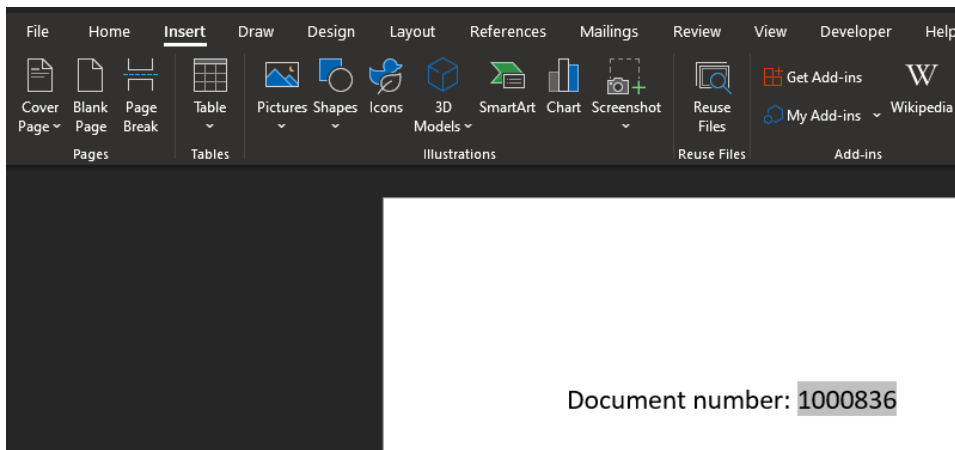 File Home Insert Draw Design Layout References Mailings Review View Developer Help
Cover Page Blank Page Page Break Table Pictures Shapes Icons 3D Models SmartArt Chart Screenshot Reuse Files Get Add-ins My Add-ins W Wikipedia
Pages Tables Illustrations Reuse Files Add-ins
Document number: 1000836